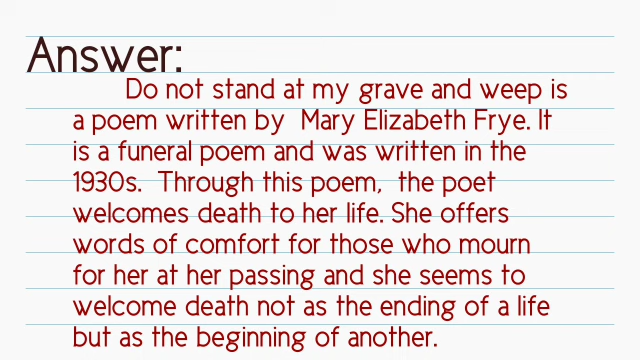 Answer:
Do not stand at my grave and weep is
a poem written by Mary Elizabeth Frye. It
is a funeral poem and was written in the
1930s. Through this poem, the poet
welcomes death to her life. She offers
words of comfort for those who mourn
for her at her passing and she seems to
welcome death not as the ending of a life
but as the beginning of another.